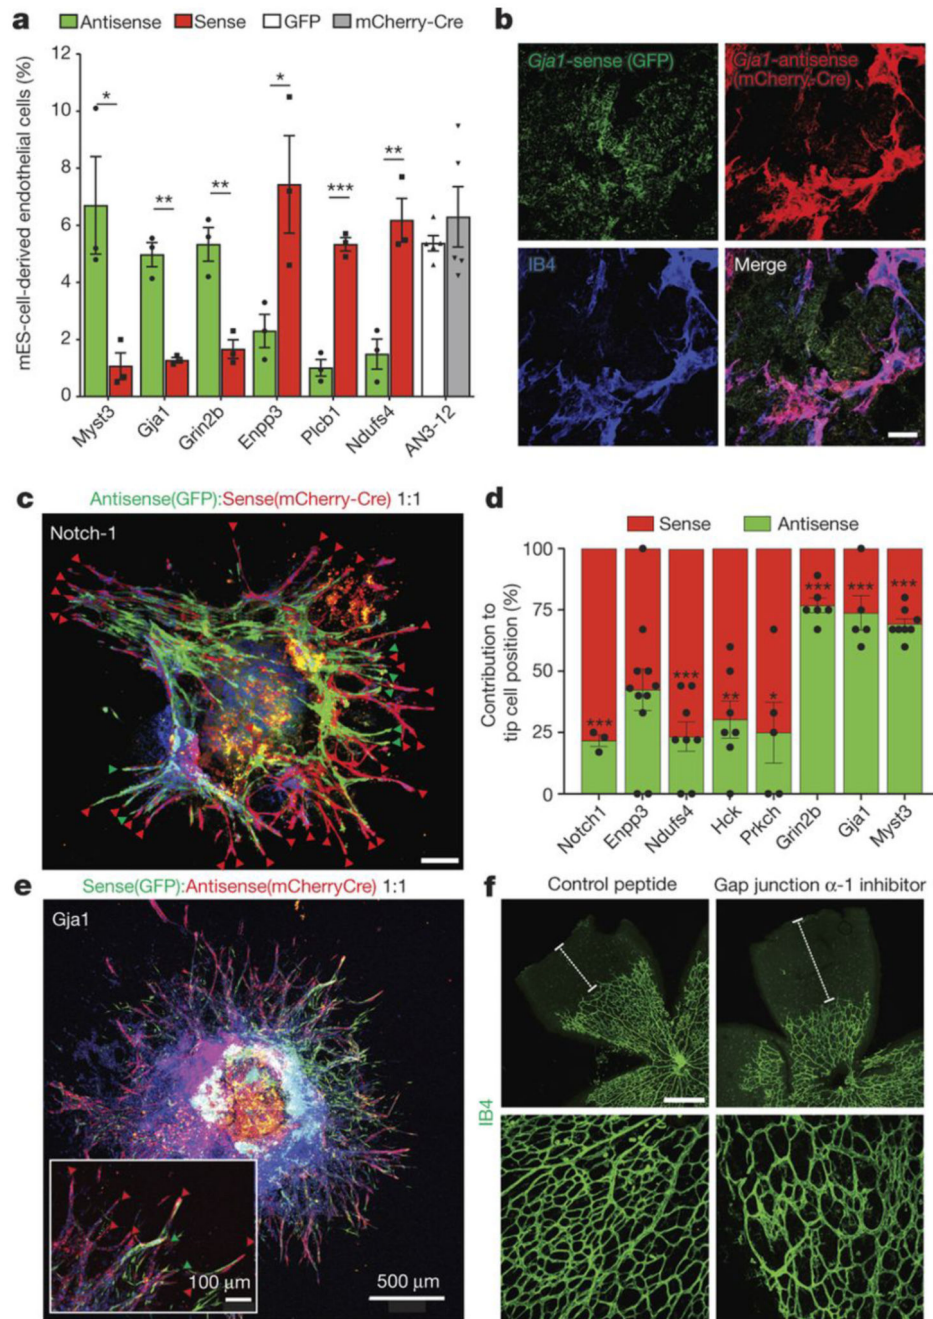 a
Antisense Sense GFP mCherry-Cre
mES-cell-derived endothelial cells (%)
12
10
8
6
4
2
0
* ** ** * *** **
Myst3 Gja1 Grin2b Enpp3 Plcb1 Ndufs4 AN3-12
b
Gja1-sense (GFP)
Gja1-antisense
(mCherry-Cre)
IB4
Merge
c
Antisense(GFP):Sense(mCherry-Cre) 1:1
Notch-1
d
Sense Antisense
Contribution to
tip cell position (%)
100
75
50
25
0
*** *** ** * *** *** ***
Notch1 Enpp3 Ndufs4 Hck Prkch Grin2b Gja1 Myst3
e
Sense(GFP):Antisense(mCherryCre) 1:1
Gja1
100 μm
500 μm
f
Control peptide
Gap junction α-1 inhibitor
IB4